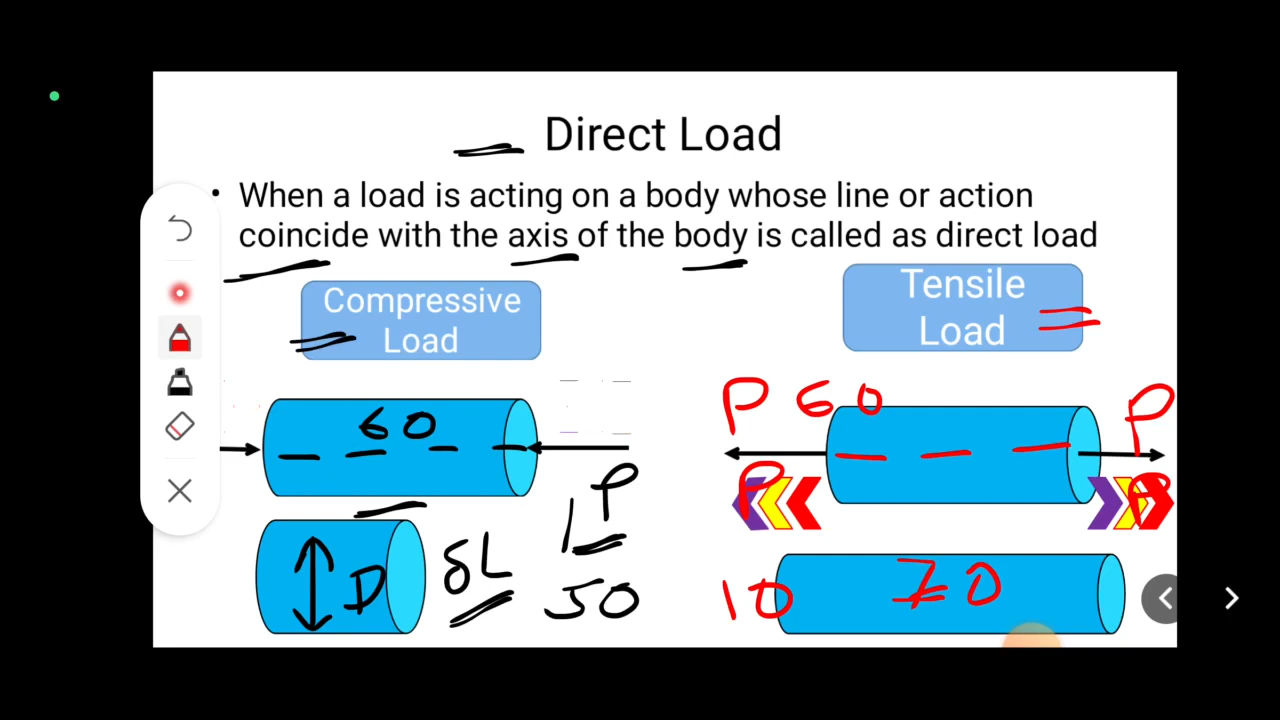 Direct Load
• When a load is acting on a body whose line or action
coincide with the axis of the body is called as direct load
Compressive
Load
Tensile
Load
60
P
D
δL
50
P 60 P
P P
10 70